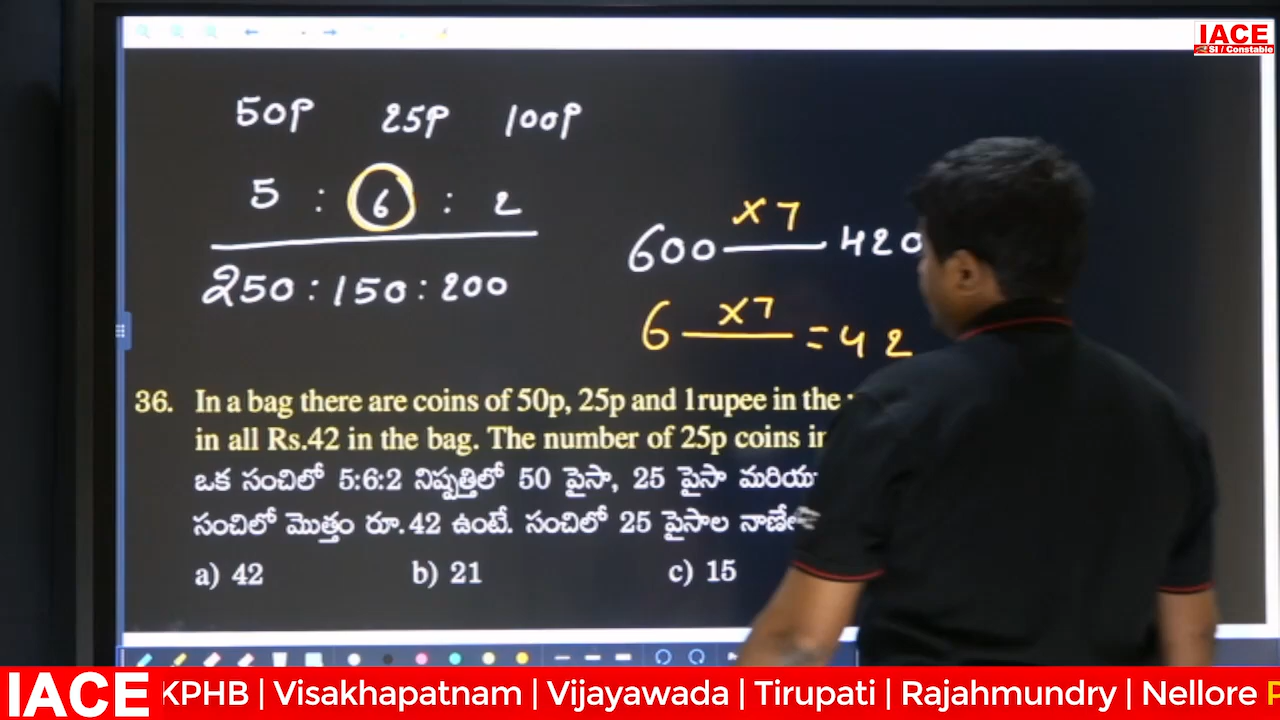 IACE
SI / Constable
50p 25p 100p
5 : 6 : 2
250 : 150 : 200
600 ×7 420
6 ×7 = 42
36. In a bag there are coins of 50p, 25p and 1rupee in the
in all Rs.42 in the bag. The number of 25p coins in
ఒక సంచిలో 5:6:2 నిష్పత్తిలో 50 పైసా, 25 పైసా
సంచిలో మొత్తం రూ.42 ఉంటే. సంచిలో 25 పైసాల
a) 42 b) 21 c) 15
IACE KPHB | Visakhapatnam | Vijayawada | Tirupati | Rajahmundry | Nellore